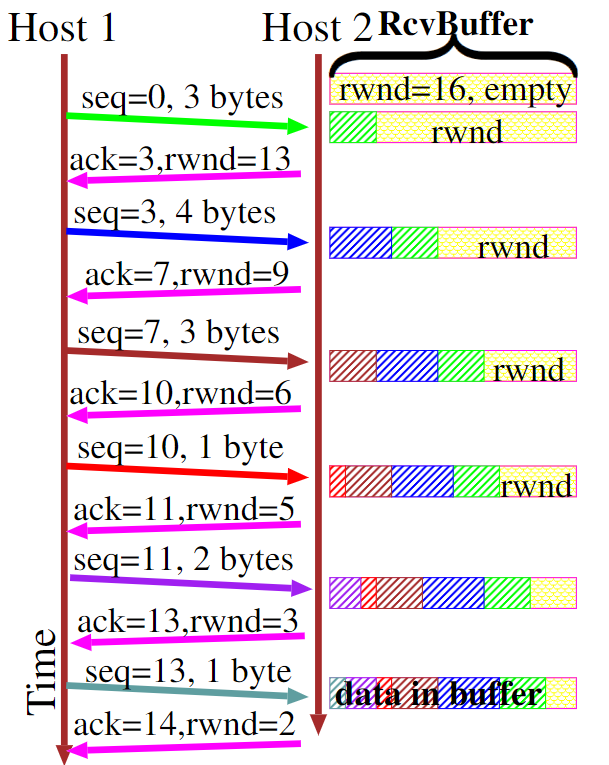 Host 1
Host 2
RcvBuffer
rwnd=16, empty
seq=0, 3 bytes
rwnd
ack=3,rwnd=13
seq=3, 4 bytes
rwnd
ack=7,rwnd=9
seq=7, 3 bytes
rwnd
ack=10,rwnd=6
seq=10, 1 byte
rwnd
ack=11,rwnd=5
seq=11, 2 bytes
ack=13,rwnd=3
Time
seq=13, 1 byte
data in buffer
ack=14,rwnd=2